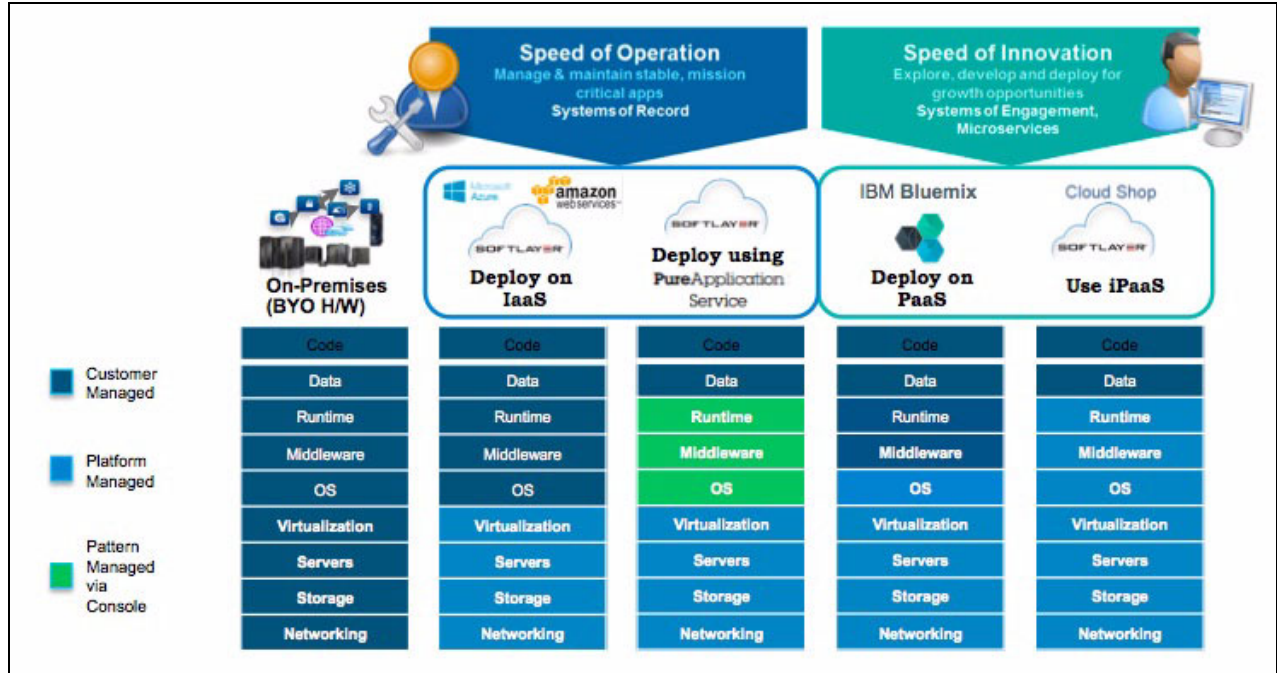 Speed of Operation
Manage & maintain stable, mission
critical apps
Systems of Record
Speed of Innovation
Explore, develop and deploy for
growth opportunities
Systems of Engagement,
Microservices
On-Premises
(BYO H/W)
Microsoft
Azure
amazon
webservices™
SOFTLAYER
Deploy on
IaaS
SOFTLAYER
Deploy using
PureApplication
Service
IBM Bluemix
Deploy on
PaaS
Cloud Shop
SOFTLAYER
Use iPaaS
Customer
Managed
Platform
Managed
Pattern
Managed
via
Console
Code Code Code Code Code
Data Data Data Data Data
Runtime Runtime Runtime Runtime Runtime
Middleware Middleware Middleware Middleware Middleware
OS OS OS OS OS
Virtualization Virtualization Virtualization Virtualization Virtualization
Servers Servers Servers Servers Servers
Storage Storage Storage Storage Storage
Networking Networking Networking Networking Networking